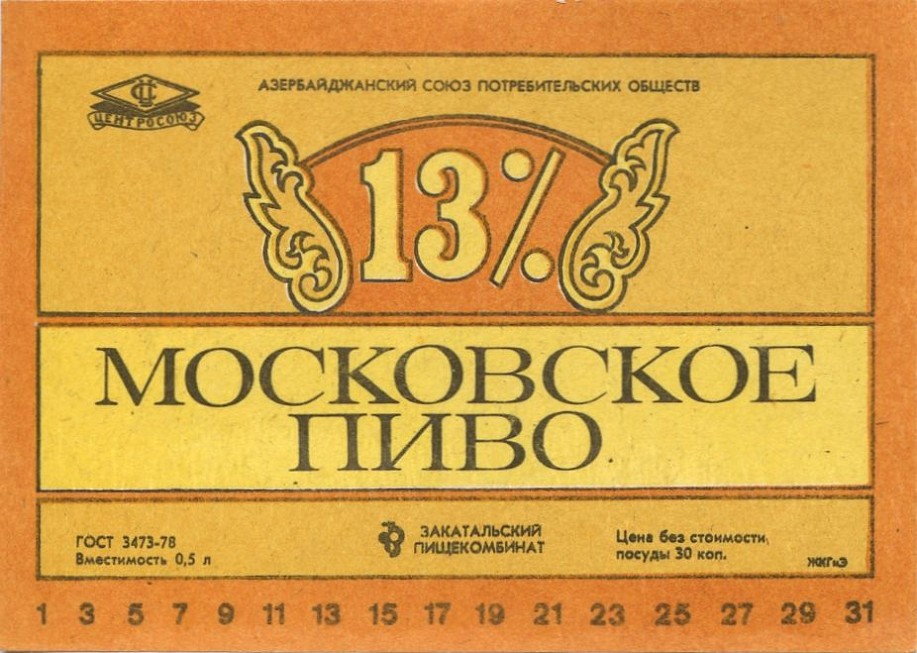 ЦЕНТРОСОЮЗ
АЗЕРБАЙДЖАНСКИЙ СОЮЗ ПОТРЕБИТЕЛЬСКИХ ОБЩЕСТВ
13%
МОСКОВСКОЕ
ПИВО
ГОСТ 3473-78
Вместимость 0,5 л
ЗАКАТАЛЬСКИЙ
ПИЩЕКОМБИНАТ
Цена без стоимости
посуды 30 коп.
1 3 5 7 9 11 13 15 17 19 21 23 25 27 29 31